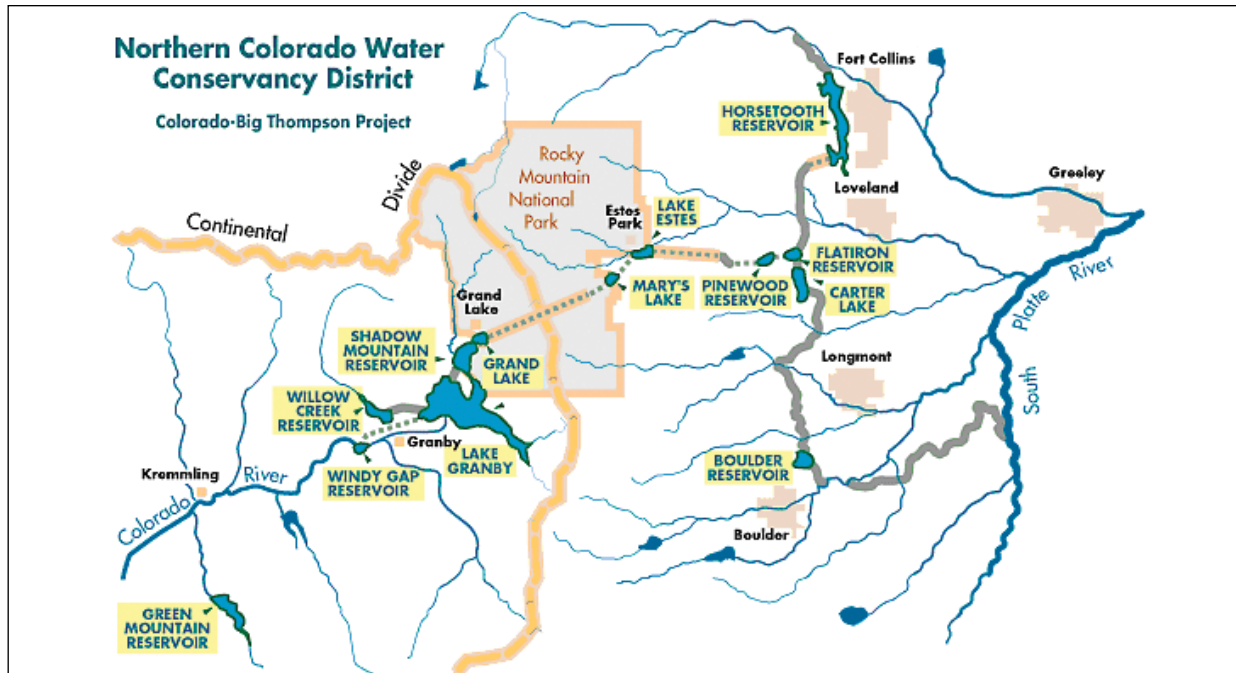 Northern Colorado Water
Conservancy District
Colorado-Big Thompson Project
Fort Collins
HORSETOOTH
RESERVOIR
Rocky
Mountain
National
Park
Divide
Continental
Loveland
Greeley
Estes
Park
LAKE
ESTES
FLATIRON
RESERVOIR
PINEWOOD
RESERVOIR
CARTER
LAKE
MARY'S
LAKE
River
Platte
South
Grand
Lake
SHADOW
MOUNTAIN
RESERVOIR
GRAND
LAKE
Longmont
WILLOW
CREEK
RESERVOIR
Granby
LAKE
GRANBY
WINDY GAP
RESERVOIR
BOULDER
RESERVOIR
Kremmling
River
Colorado
Boulder
GREEN
MOUNTAIN
RESERVOIR